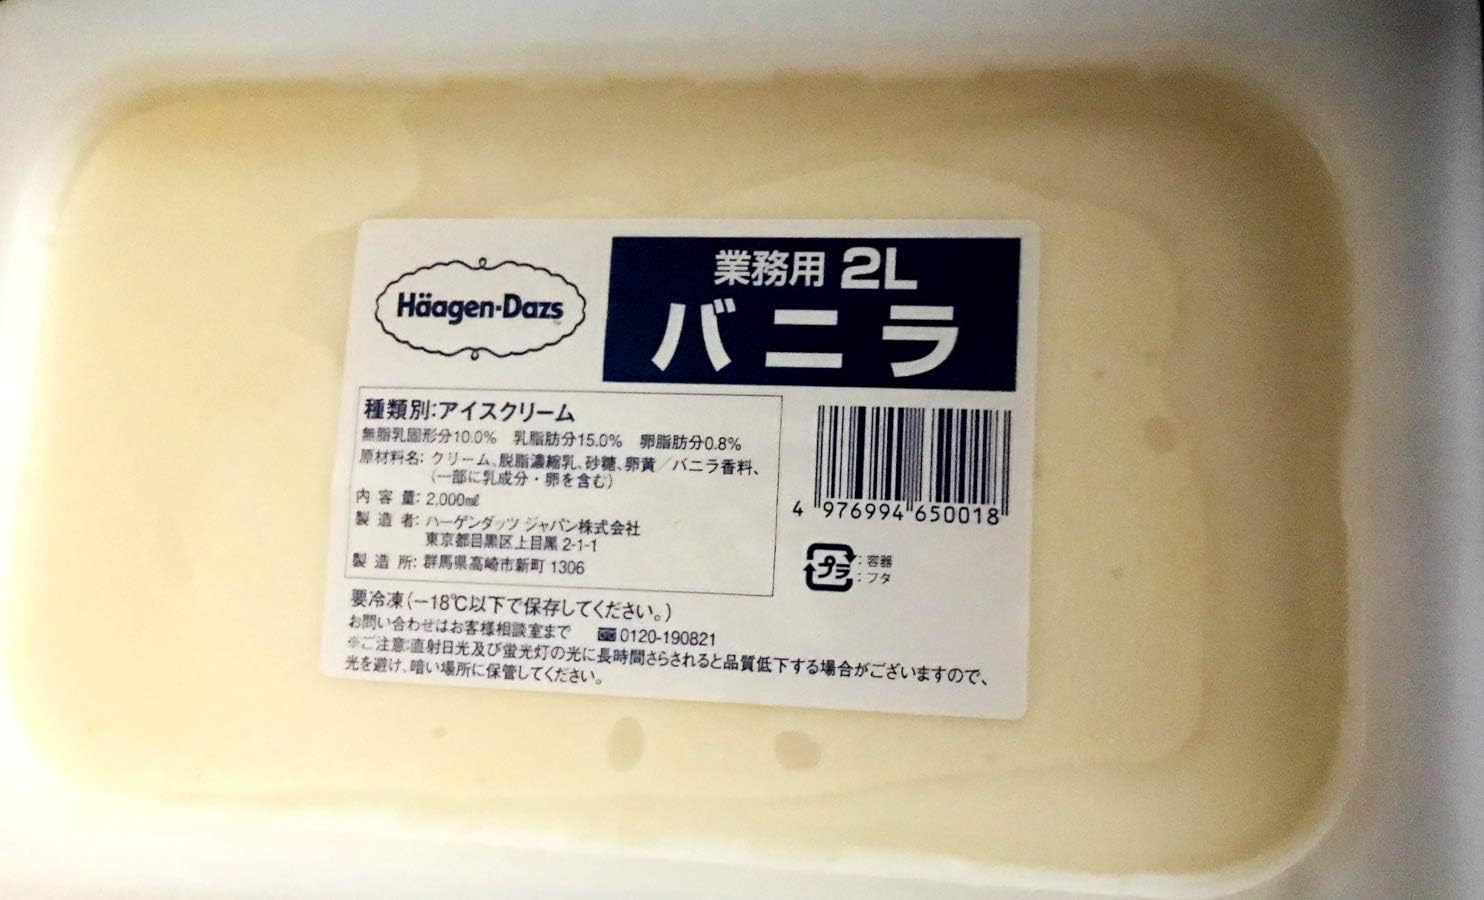 Häagen-Dazs
業務用 2L
バニラ
種類別:アイスクリーム
無脂乳固形分10.0% 乳脂肪分15.0% 卵脂肪分0.8%
原材料名: クリーム、脱脂濃縮乳、砂糖、卵黄／バニラ香料、
(一部に乳成分・卵を含む)
内容量: 2,000㎖
製造者: ハーゲンダッツ ジャパン株式会社
東京都目黒区上目黒 2-1-1
製造所: 群馬県高崎市新町 1306
4 976994 650018
プラ :容器
:フタ
要冷凍(−18℃以下で保存してください。)
お問い合わせはお客様相談室まで 0120-190821
※ご注意:直射日光及び蛍光灯の光に長時間さらされると品質低下する場合がございますので、
光を避け、暗い場所に保管してください。